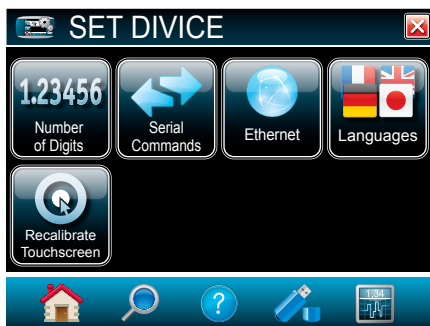 SET DIVICE
1.23456
Number
of Digits
Serial
Commands
Ethernet
Languages
Recalibrate
Touchscreen
?
1.34